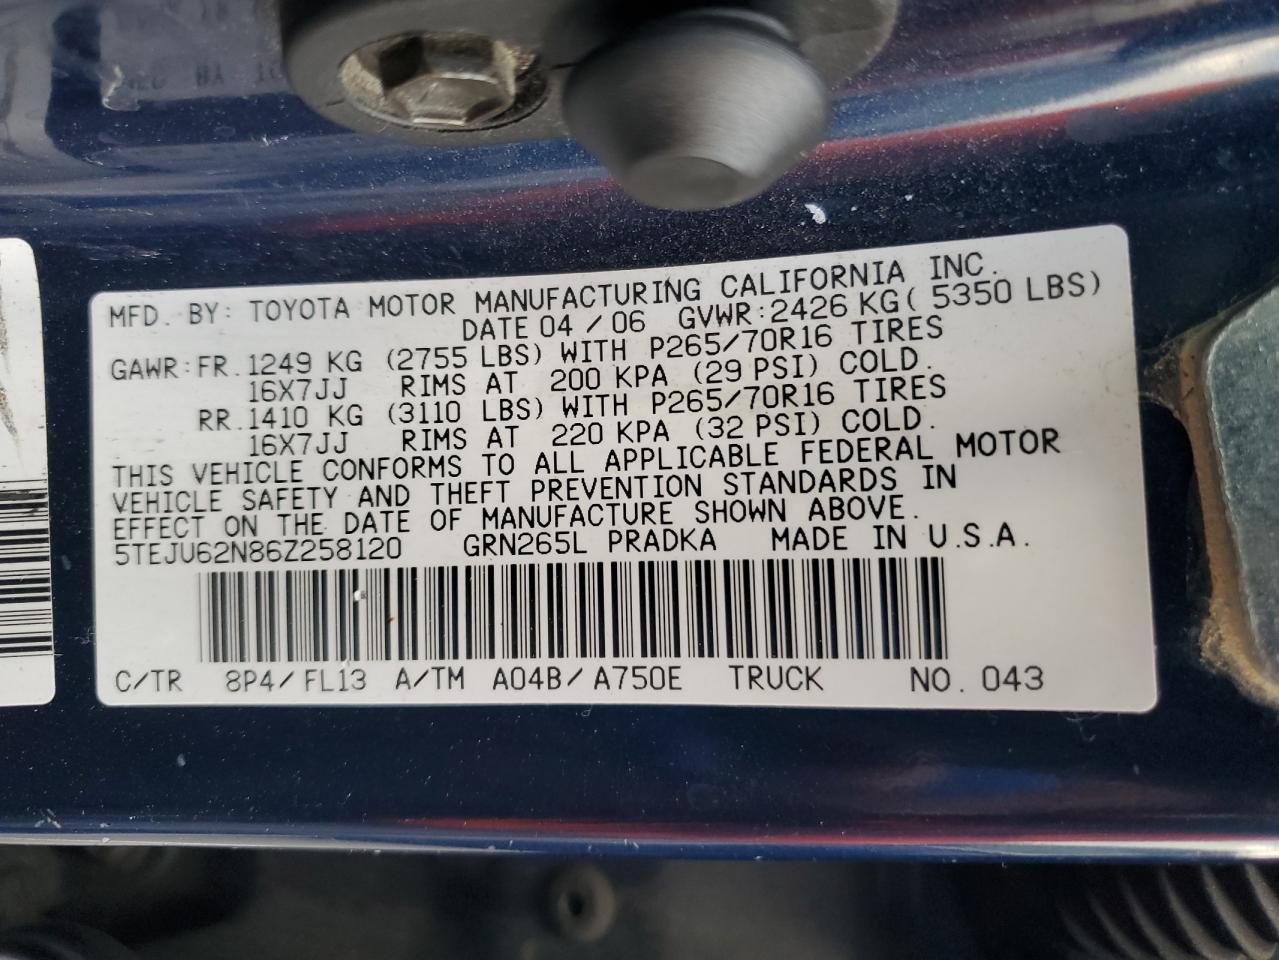 MFD. BY: TOYOTA MOTOR MANUFACTURING CALIFORNIA INC.
DATE 04 / 06 GVWR: 2426 KG ( 5350 LBS)
GAWR: FR. 1249 KG (2755 LBS) WITH P265/70R16 TIRES
16X7JJ RIMS AT 200 KPA (29 PSI) COLD.
RR. 1410 KG (3110 LBS) WITH P265/70R16 TIRES
16X7JJ RIMS AT 220 KPA (32 PSI) COLD.
THIS VEHICLE CONFORMS TO ALL APPLICABLE FEDERAL MOTOR
VEHICLE SAFETY AND THEFT PREVENTION STANDARDS IN
EFFECT ON THE DATE OF MANUFACTURE SHOWN ABOVE.
5TEJU62N86Z258120 GRN265L PRADKA MADE IN U.S.A.
C/TR 8P4/ FL13 A/TM A04B/ A750E TRUCK NO. 043